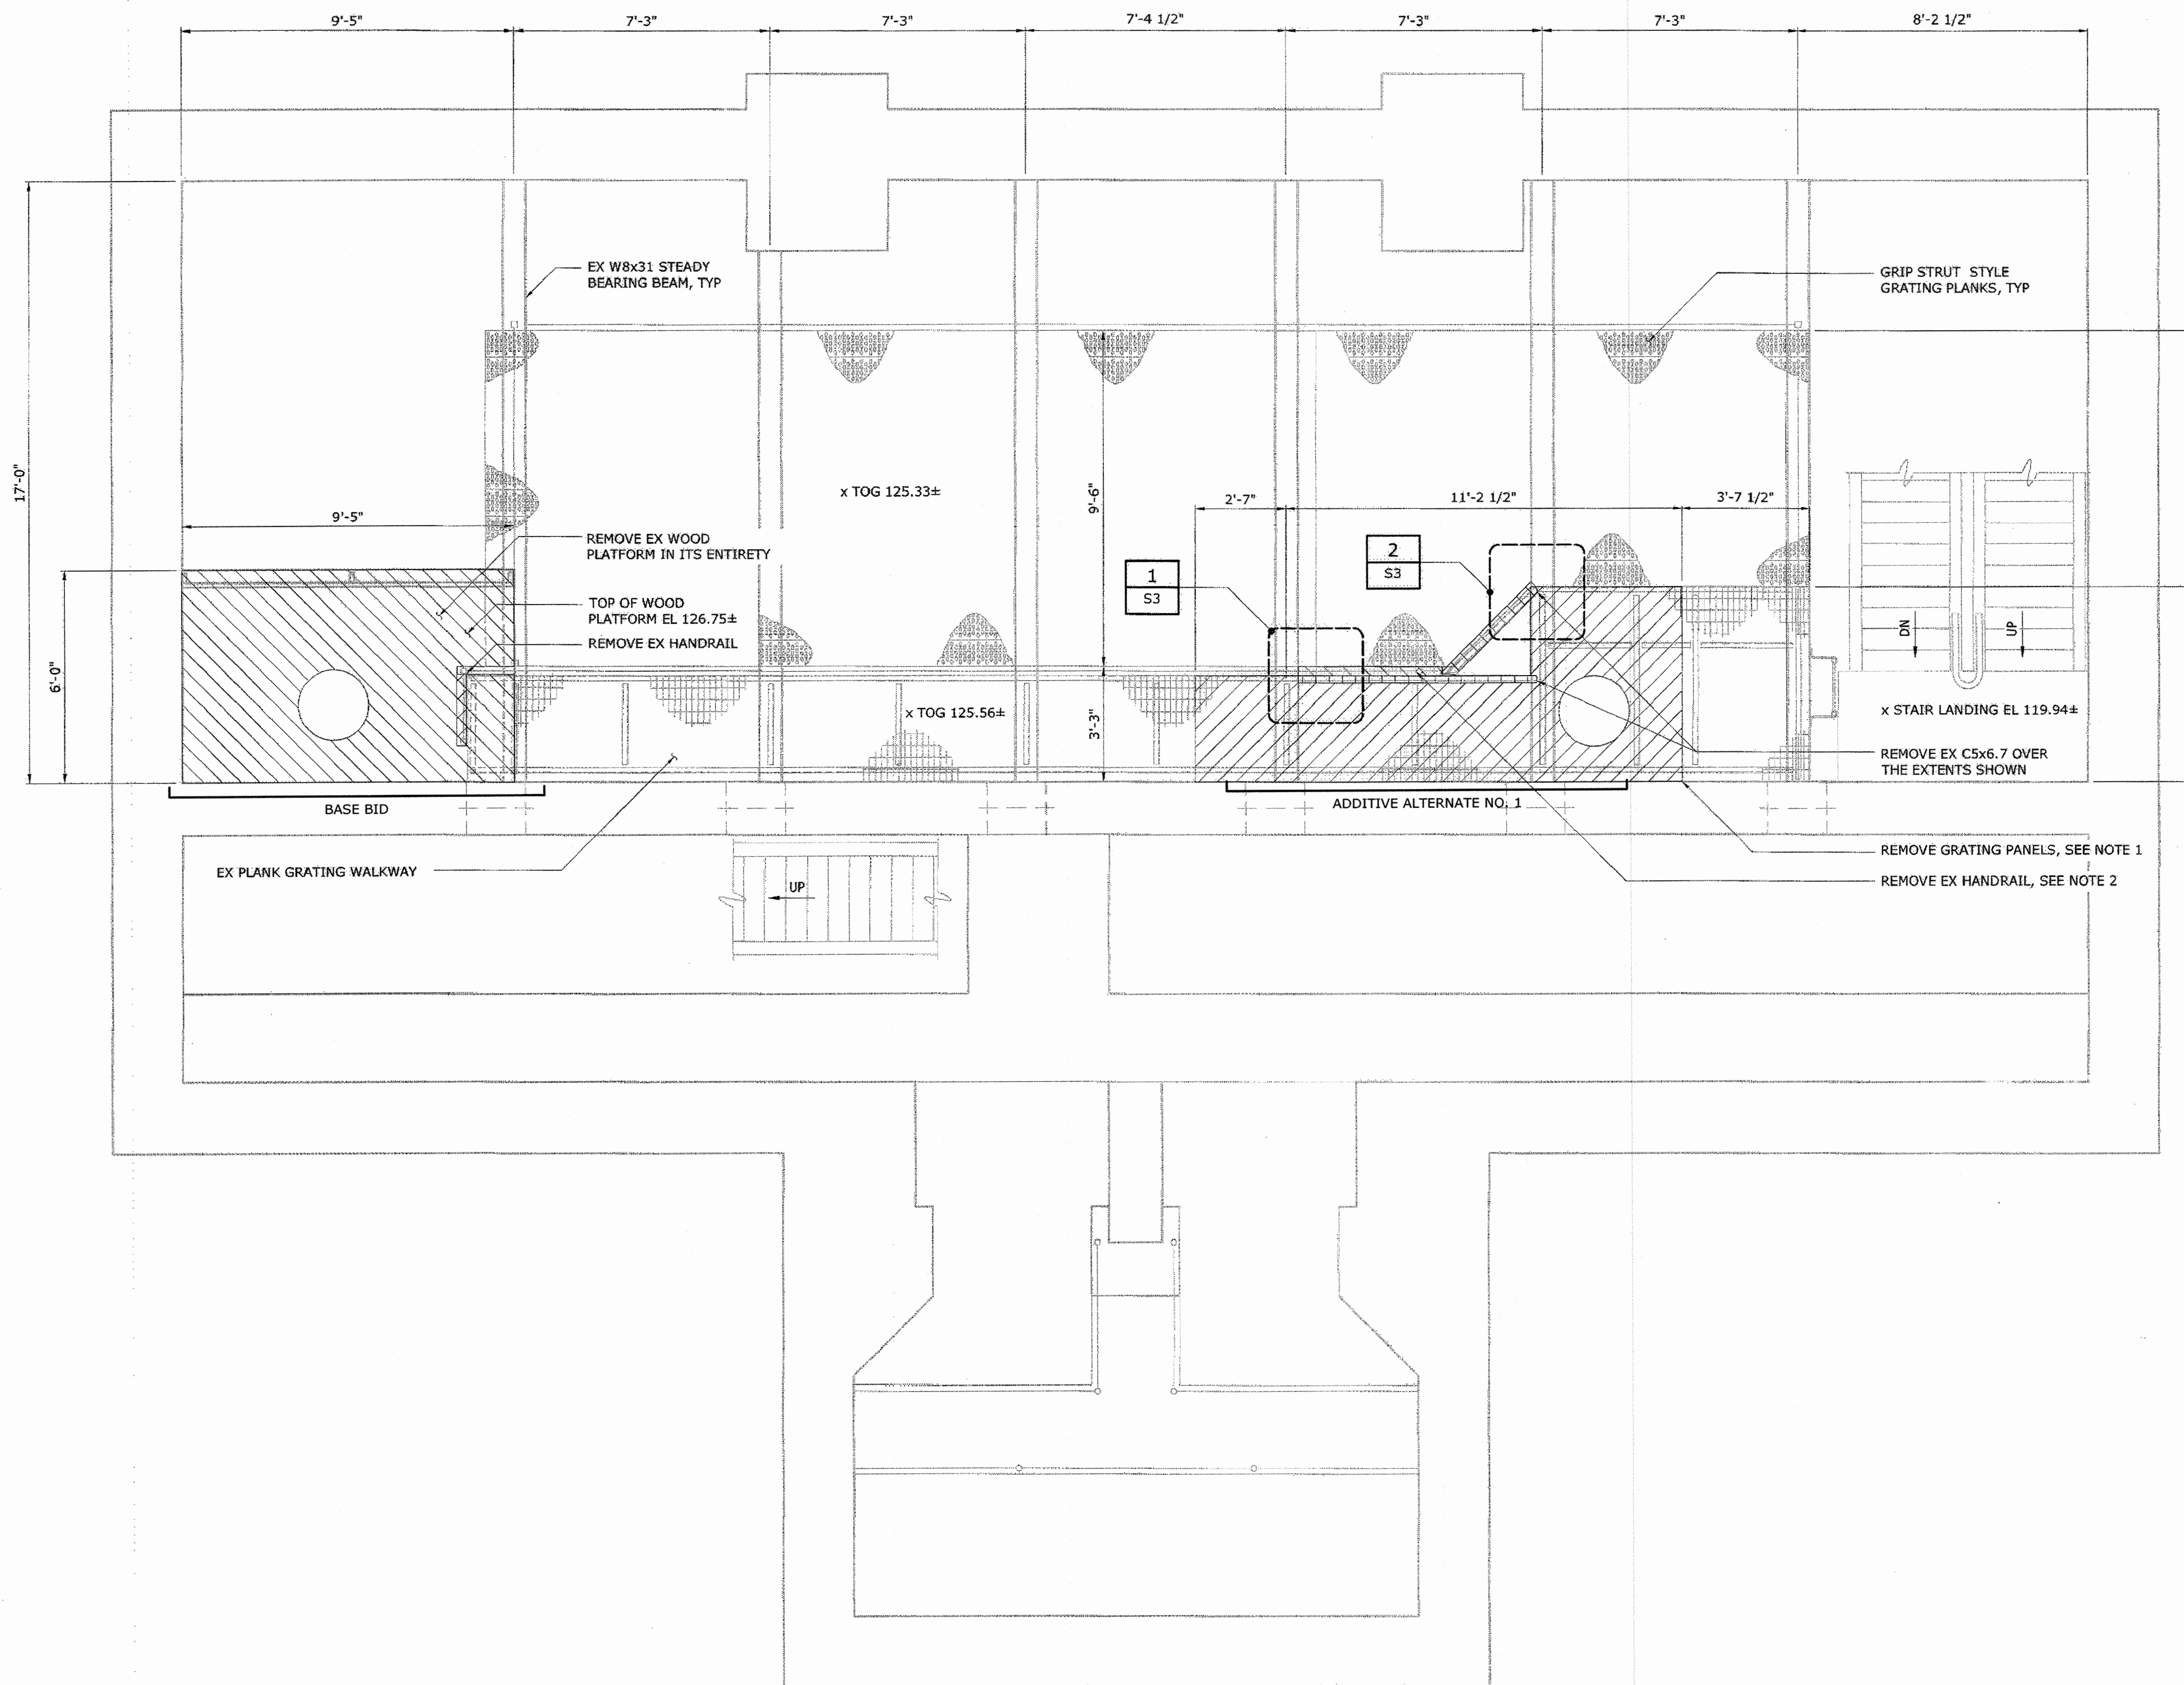 9'-5"
7'-3"
7'-3"
7'-4 1/2"
7'-3"
7'-3"
8'-2 1/2"
EX W8x31 STEADY
BEARING BEAM, TYP
GRIP STRUT STYLE
GRATING PLANKS, TYP
17'-0"
x TOG 125.33±
9'-6"
2'-7"
11'-2 1/2"
3'-7 1/2"
9'-5"
REMOVE EX WOOD
PLATFORM IN ITS ENTIRETY
1
S3
2
S3
TOP OF WOOD
PLATFORM EL 126.75±
REMOVE EX HANDRAIL
DN
UP
6'-0"
x TOG 125.56±
3'-3"
x STAIR LANDING EL 119.94±
REMOVE EX C5x6.7 OVER
THE EXTENTS SHOWN
BASE BID
ADDITIVE ALTERNATE NO. 1
REMOVE GRATING PANELS, SEE NOTE 1
EX PLANK GRATING WALKWAY
UP
REMOVE EX HANDRAIL, SEE NOTE 2